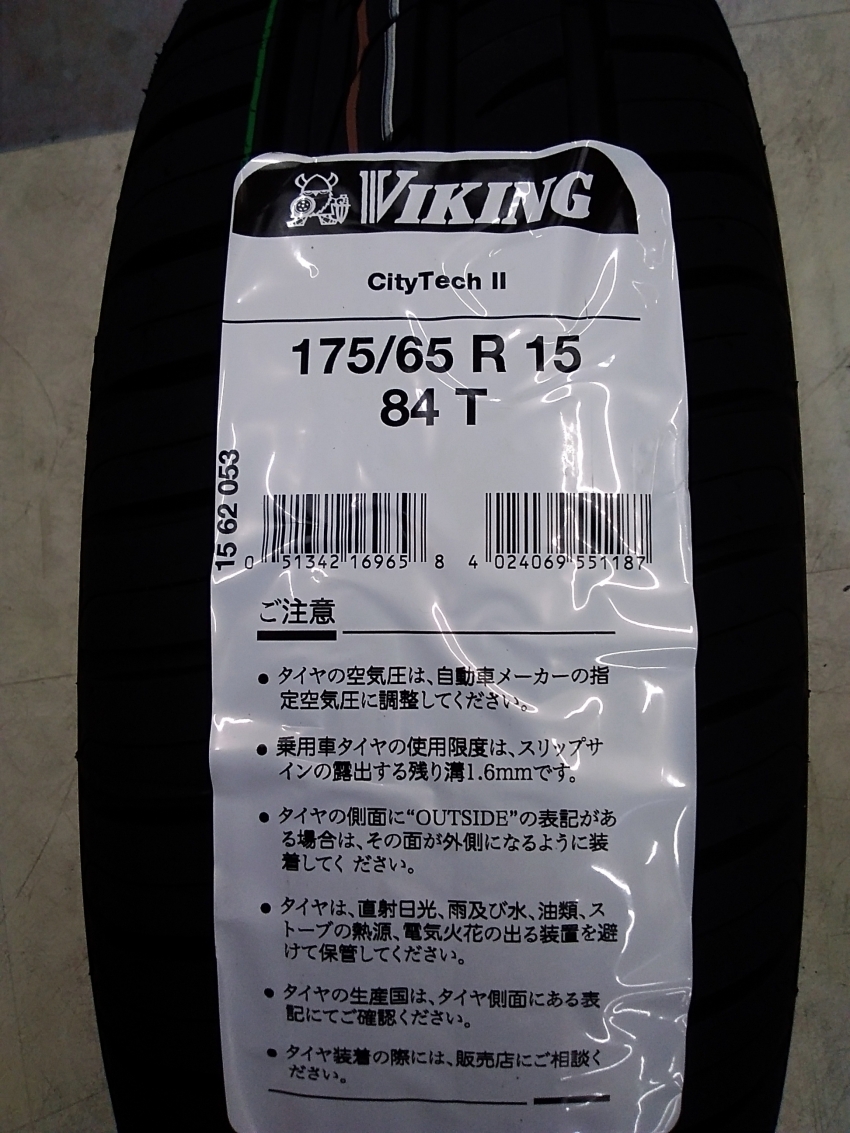 VIKING
CityTech II
175/65 R 15
84 T
15 62 053
0 51342 16965 8
4 024069 551187
ご注意
● タイヤの空気圧は、自動車メーカーの指
定空気圧に調整してください。
● 乗用車タイヤの使用限度は、スリップサ
インの露出する残り溝1.6mmです。
● タイヤの側面に“OUTSIDE”の表記があ
る場合は、その面が外側になるように装
着してく ださい。
● タイヤは、直射日光、雨及び水、油類、ス
トーブの熱源、電気火花の出る装置を避
けて保管してください。
● タイヤの生産国は、タイヤ側面にある表
記にてご確認ください。
● タイヤ装着の際には、販売店にご相談く
ださい。